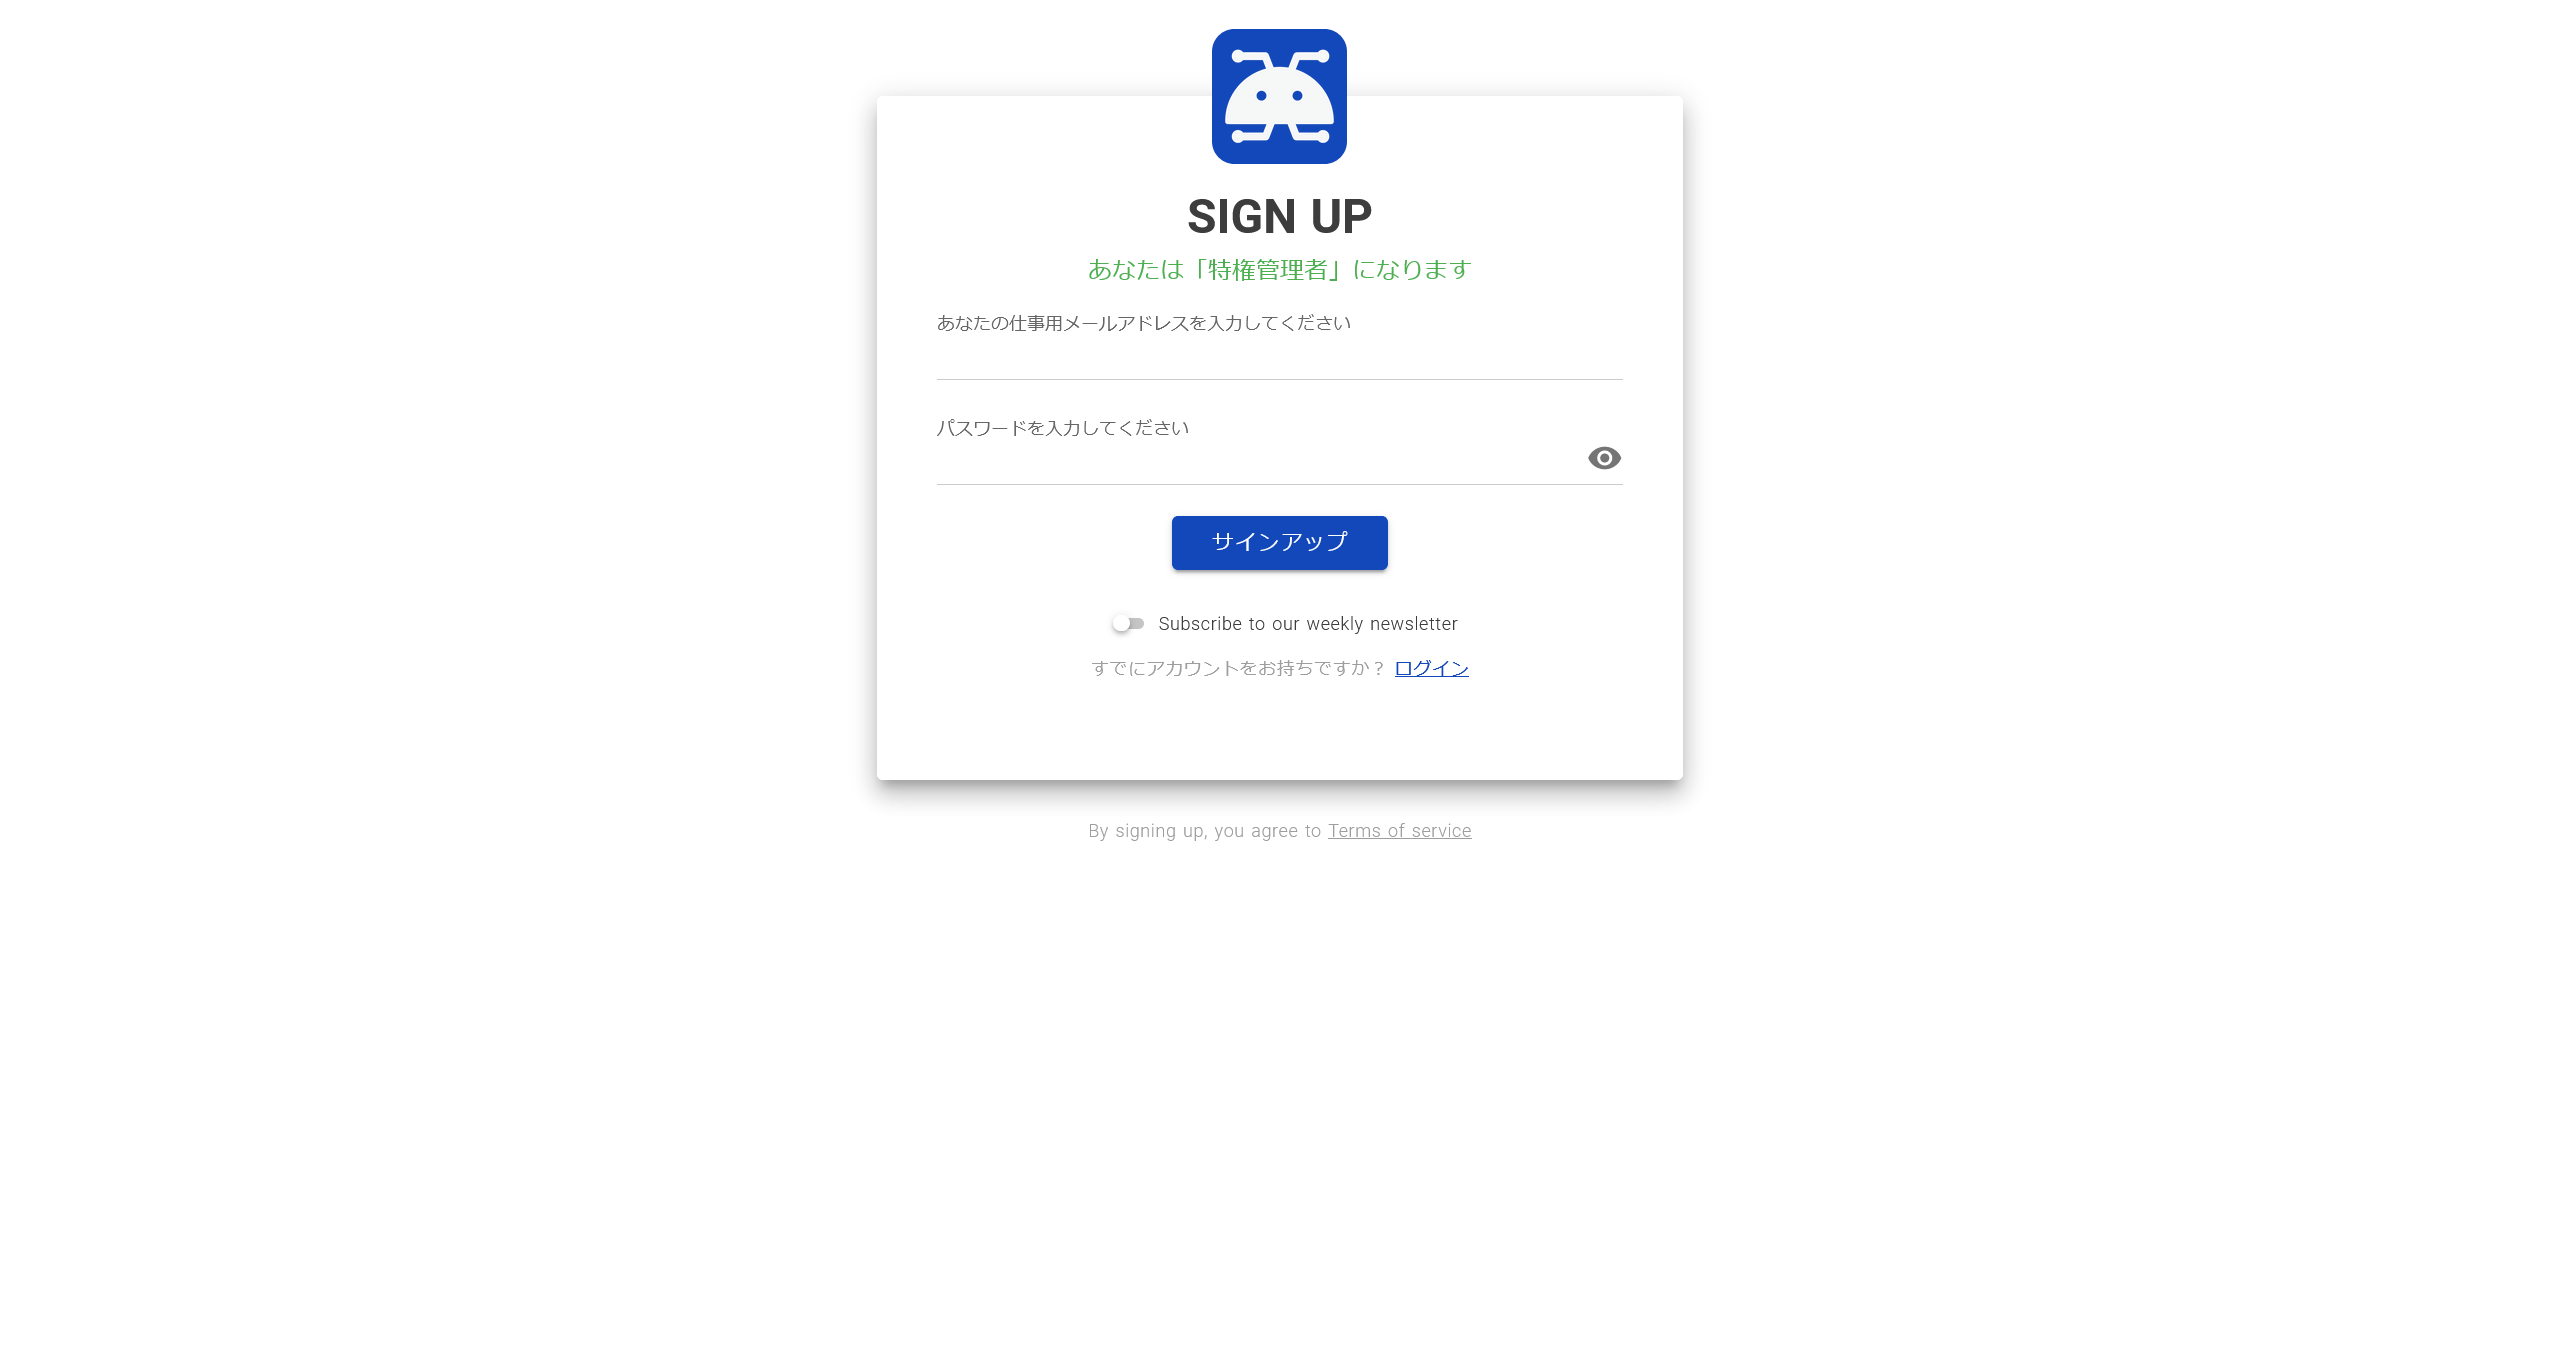 SIGN UP
あなたは「特権管理者」になります
あなたの仕事用メールアドレスを入力してください
パスワードを入力してください
サインアップ
Subscribe to our weekly newsletter
すでにアカウントをお持ちですか？ ログイン
By signing up, you agree to Terms of service